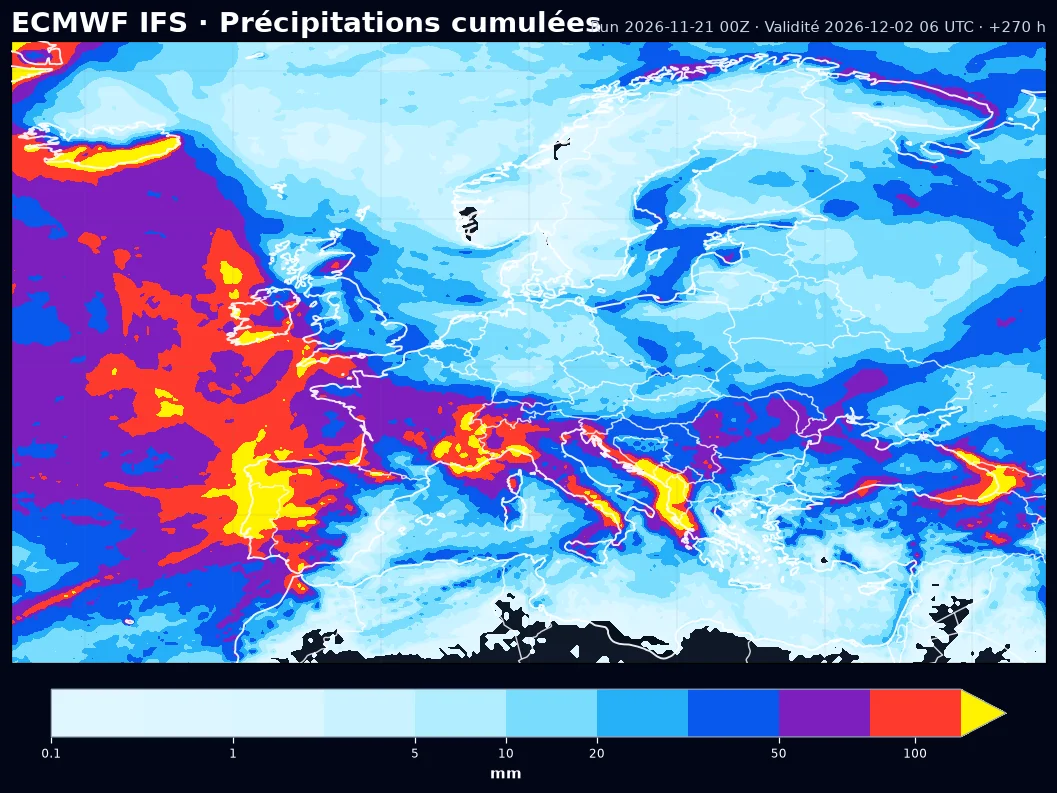 ECMWF IFS · Précipitations cumulées
Run 2026-11-21 00Z · Validité 2026-12-02 06 UTC · +270 h
0.1 1 5 10 20 50 100
mm